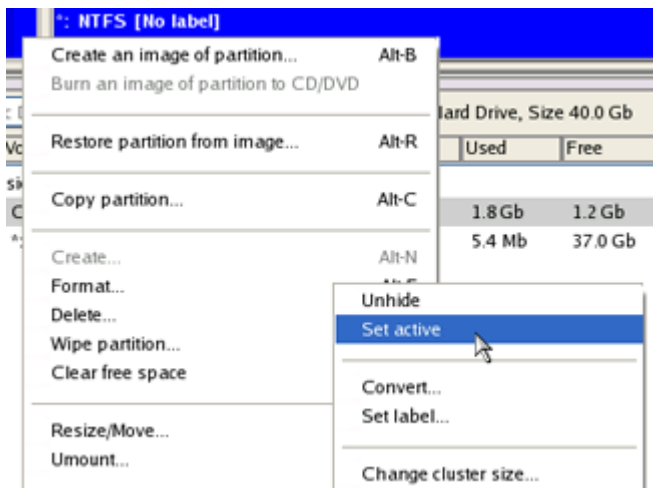 *: NTFS [No label]
Create an image of partition... Alt-B
Burn an image of partition to CD/DVD
Hard Drive, Size 40.0 Gb
Restore partition from image... Alt-R
Used Free
Copy partition... Alt-C
1.8 Gb 1.2 Gb
5.4 Mb 37.0 Gb
Create... Alt-N
Format...
Unhide
Delete...
Set active
Wipe partition...
Clear free space
Convert...
Set label...
Resize/Move...
Umount...
Change cluster size...